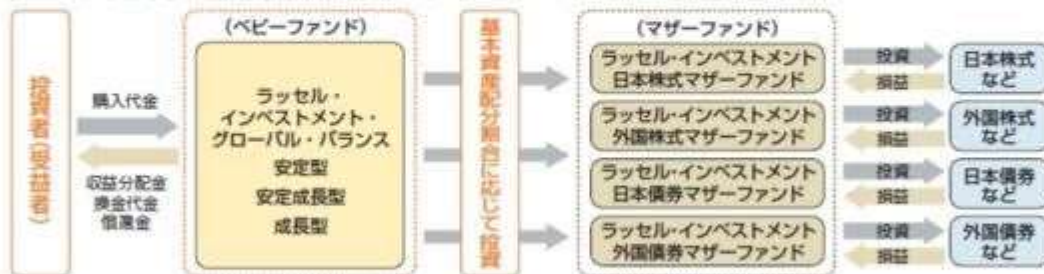 投資者(受益者)
購入代金
収益分配金
換金代金
償還金
(ベビーファンド)
ラッセル・
インベストメント・
グローバル・バランス
安定型
安定成長型
成長型
基本資産配分割合に応じて投資
(マザーファンド)
ラッセル・インベストメント
日本株式マザーファンド
投資
損益
日本株式
など
ラッセル・インベストメント
外国株式マザーファンド
投資
損益
外国株式
など
ラッセル・インベストメント
日本債券マザーファンド
投資
損益
日本債券
など
ラッセル・インベストメント
外国債券マザーファンド
投資
損益
外国債券
など